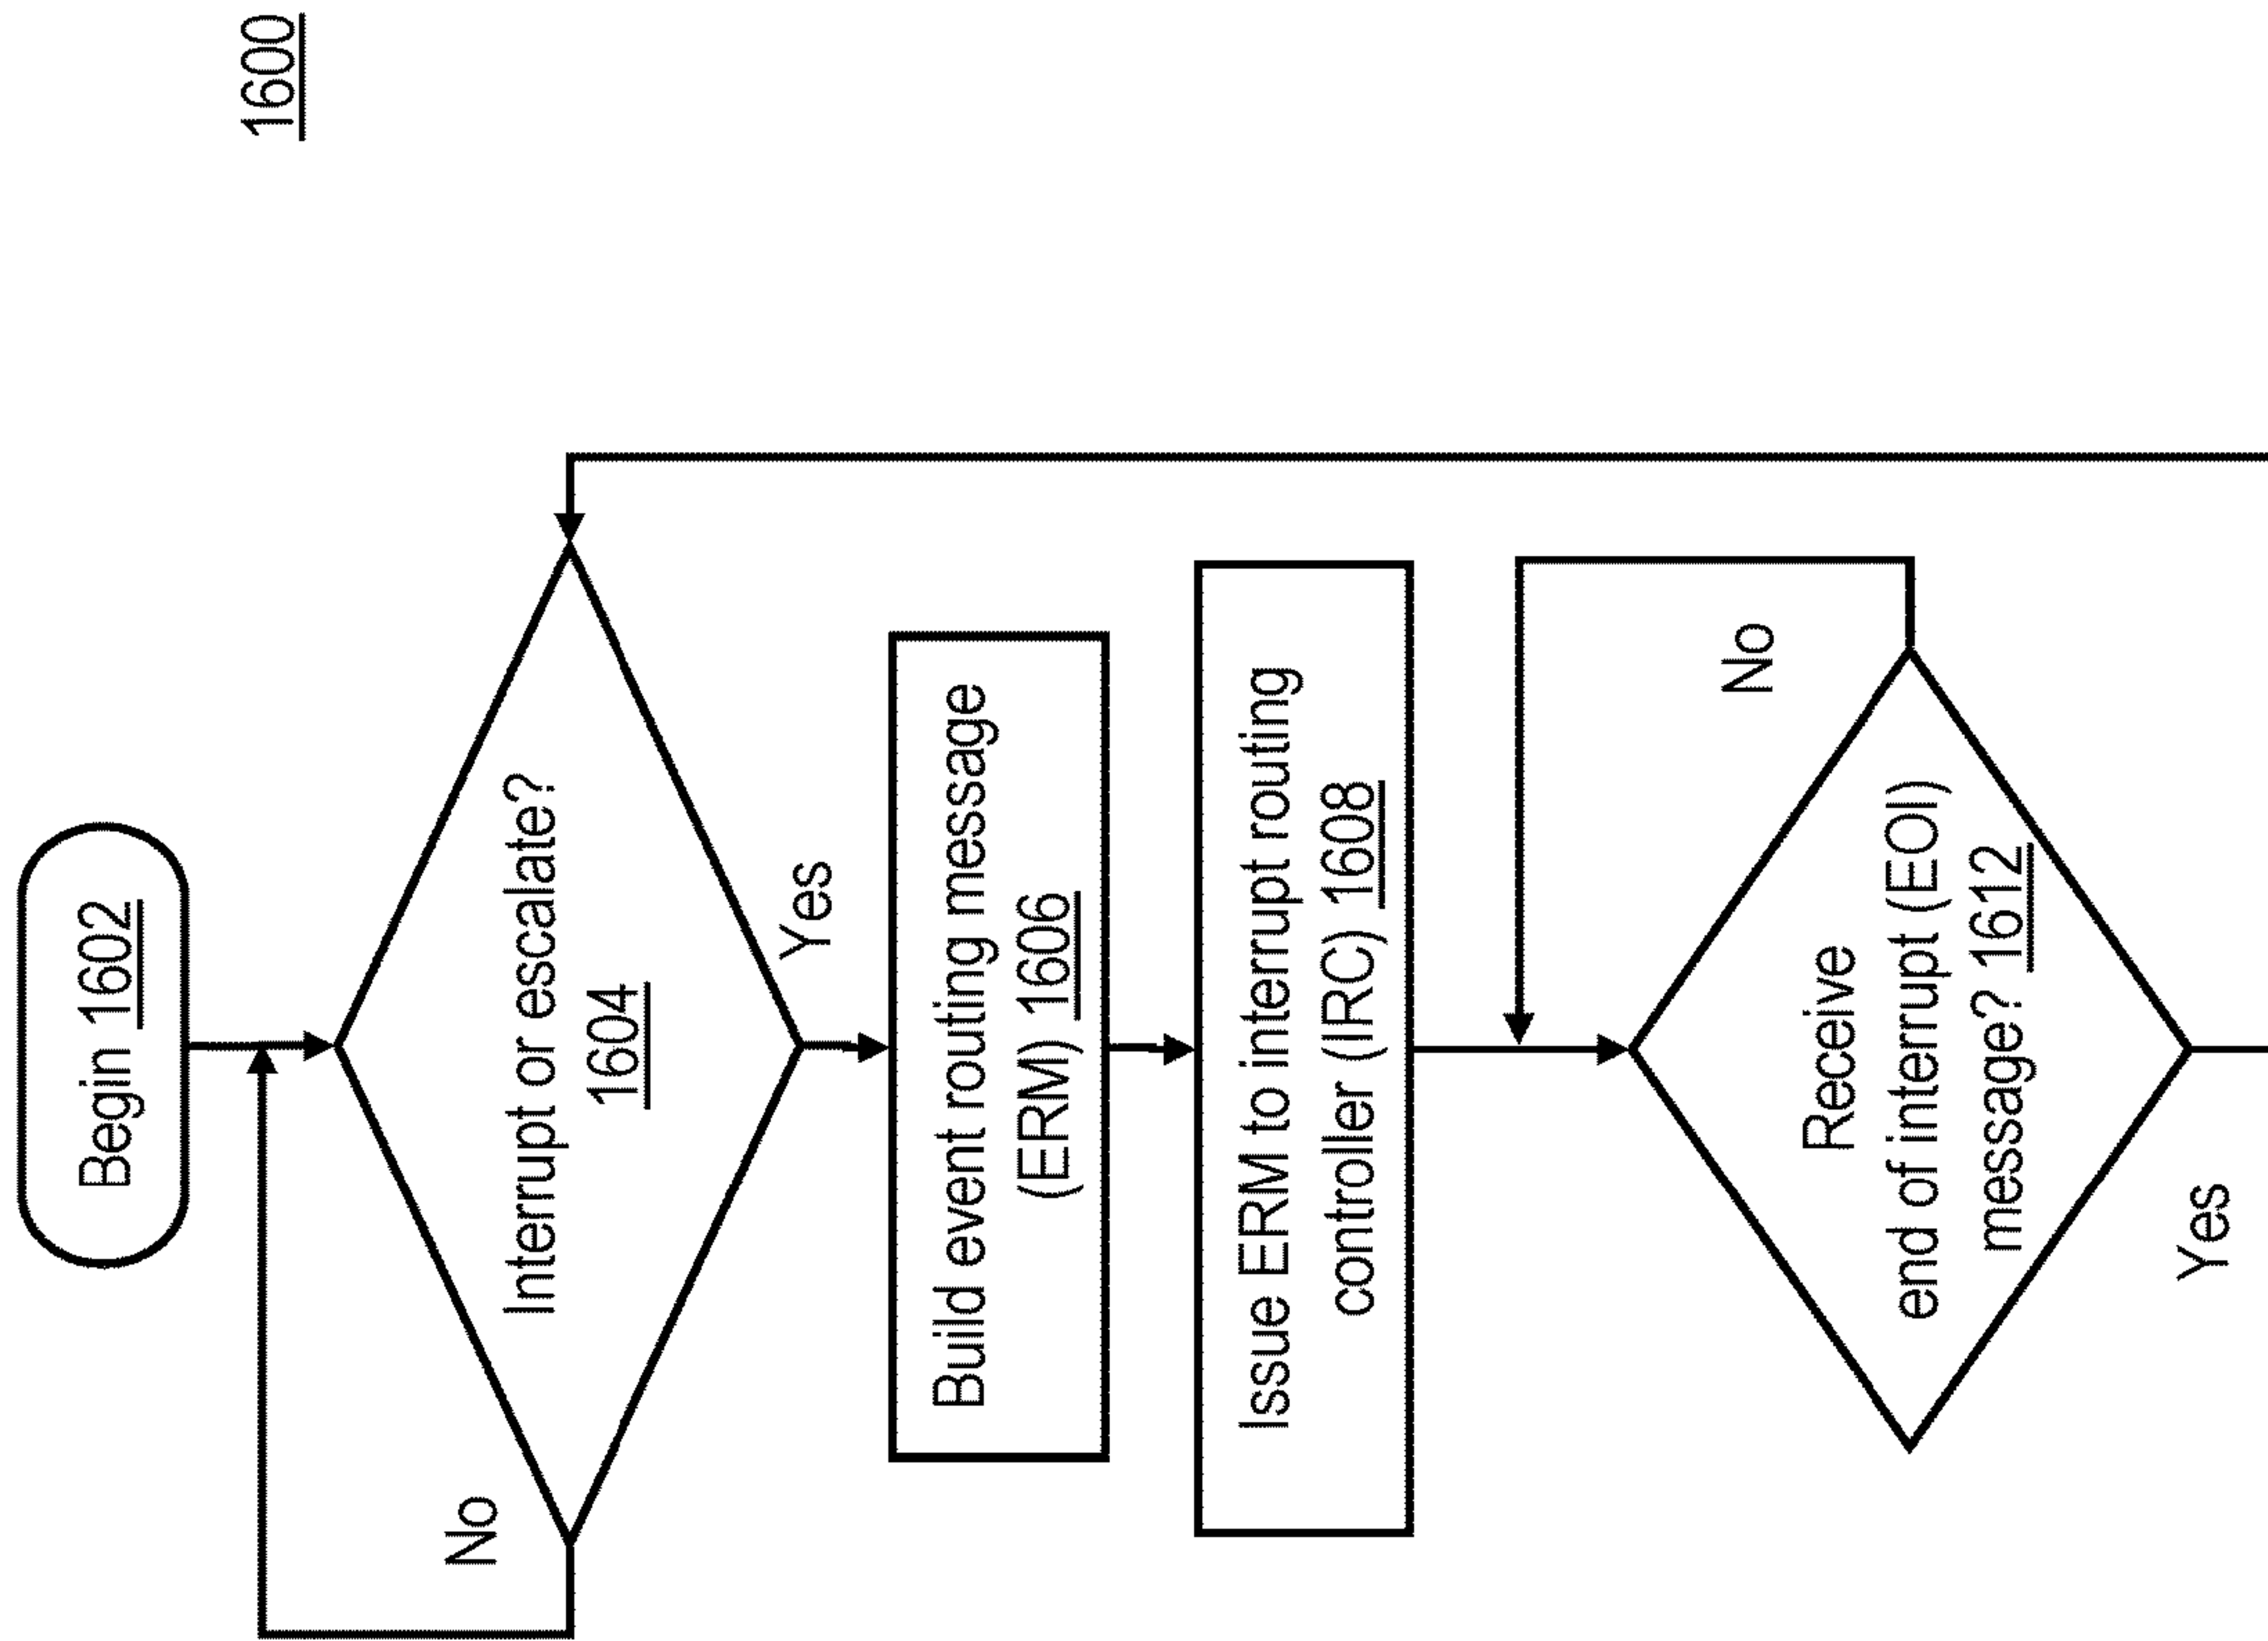 1600
Begin 1602
Interrupt or escalate?
1604
No
Yes
Build event routing message
(ERM) 1606
Issue ERM to interrupt routing
controller (IRC) 1608
No
Receive
end of interrupt (EOI)
message? 1612
Yes